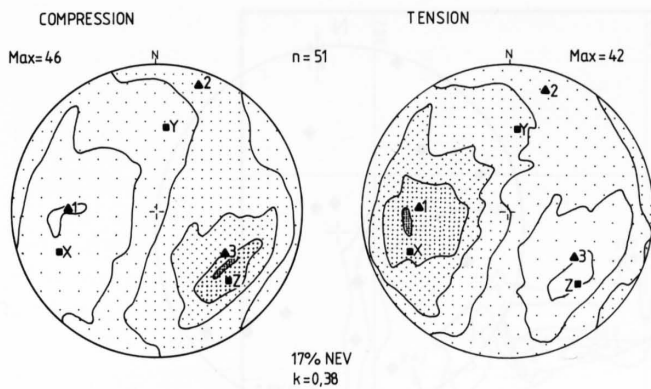 COMPRESSION
TENSION
Max=46
N
n=51
N
Max=42
2
2
Y
Y
1
1
X
X
3
3
Z
Z
17% NEV
k=0,38